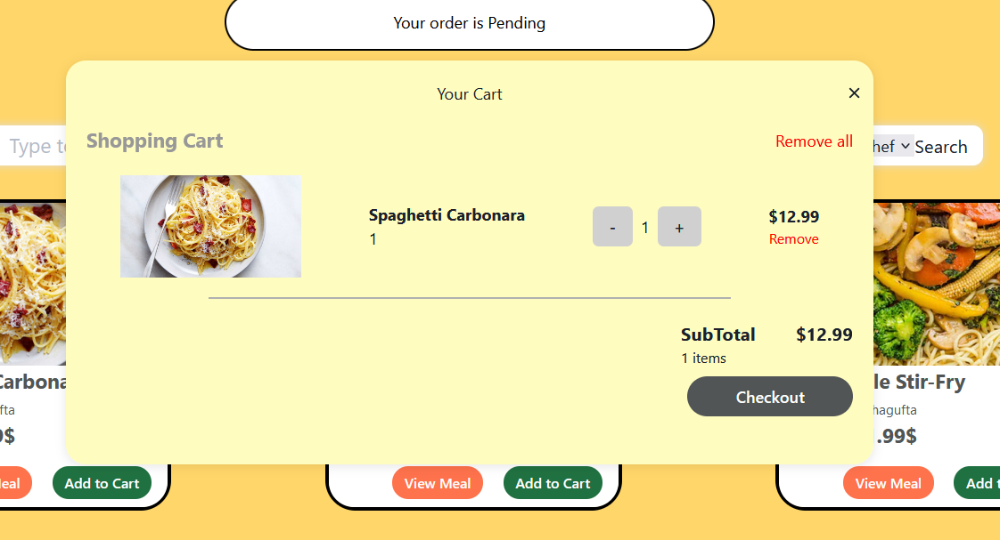 Your order is Pending
Your Cart
×
Type t
hef Search
Shopping Cart
Remove all
Spaghetti Carbonara
1
- 1 +
$12.99
Remove
SubTotal $12.99
1 items
Checkout
Carbona
fta
9$
eal Add to Cart
View Meal Add to Cart
le Stir-Fry
hagufta
.99$
View Meal Add t